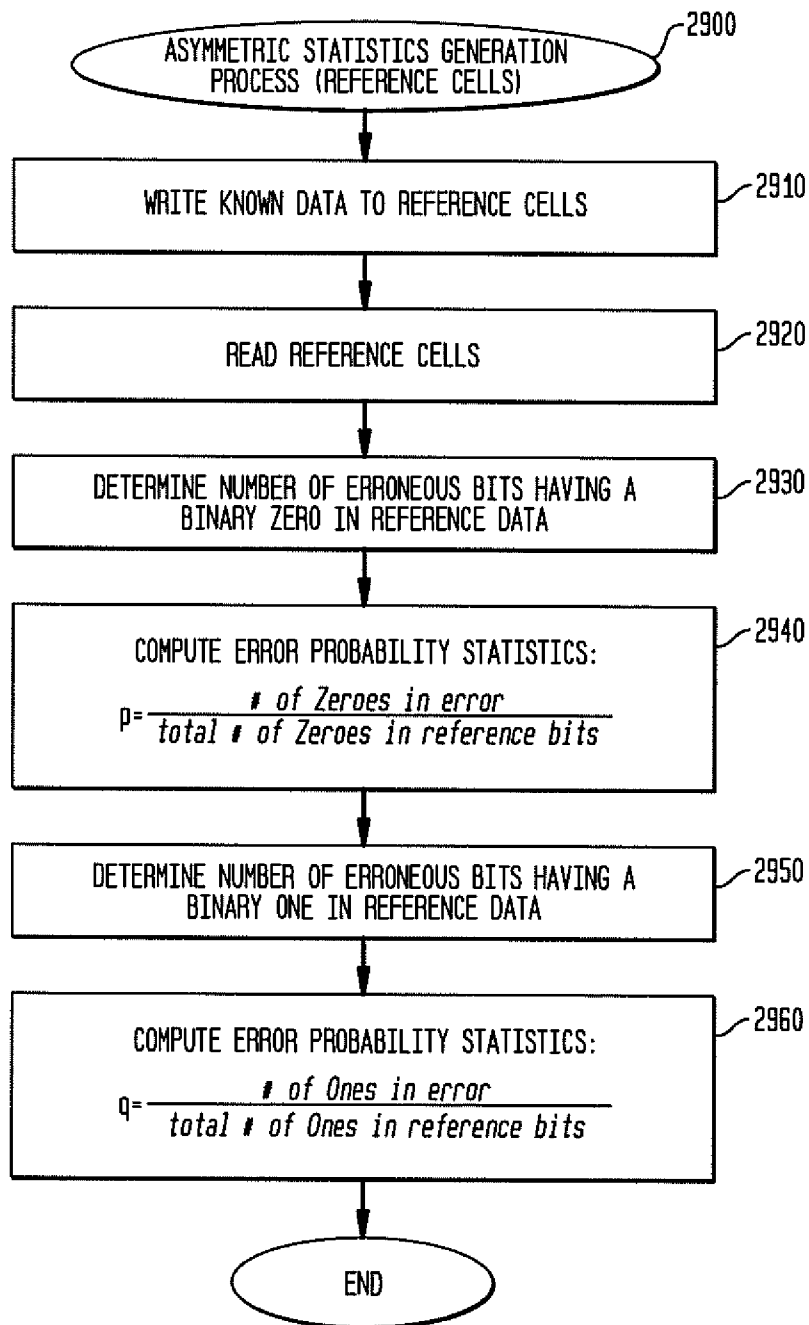 ASYMMETRIC STATISTICS GENERATION
PROCESS (REFERENCE CELLS)
2900
WRITE KNOWN DATA TO REFERENCE CELLS
2910
READ REFERENCE CELLS
2920
DETERMINE NUMBER OF ERRONEOUS BITS HAVING A
BINARY ZERO IN REFERENCE DATA
2930
COMPUTE ERROR PROBABILITY STATISTICS:
2940
p= # of Zeroes in error
total # of Zeroes in reference bits
DETERMINE NUMBER OF ERRONEOUS BITS HAVING A
BINARY ONE IN REFERENCE DATA
2950
COMPUTE ERROR PROBABILITY STATISTICS:
2960
q= # of Ones in error
total # of Ones in reference bits
END